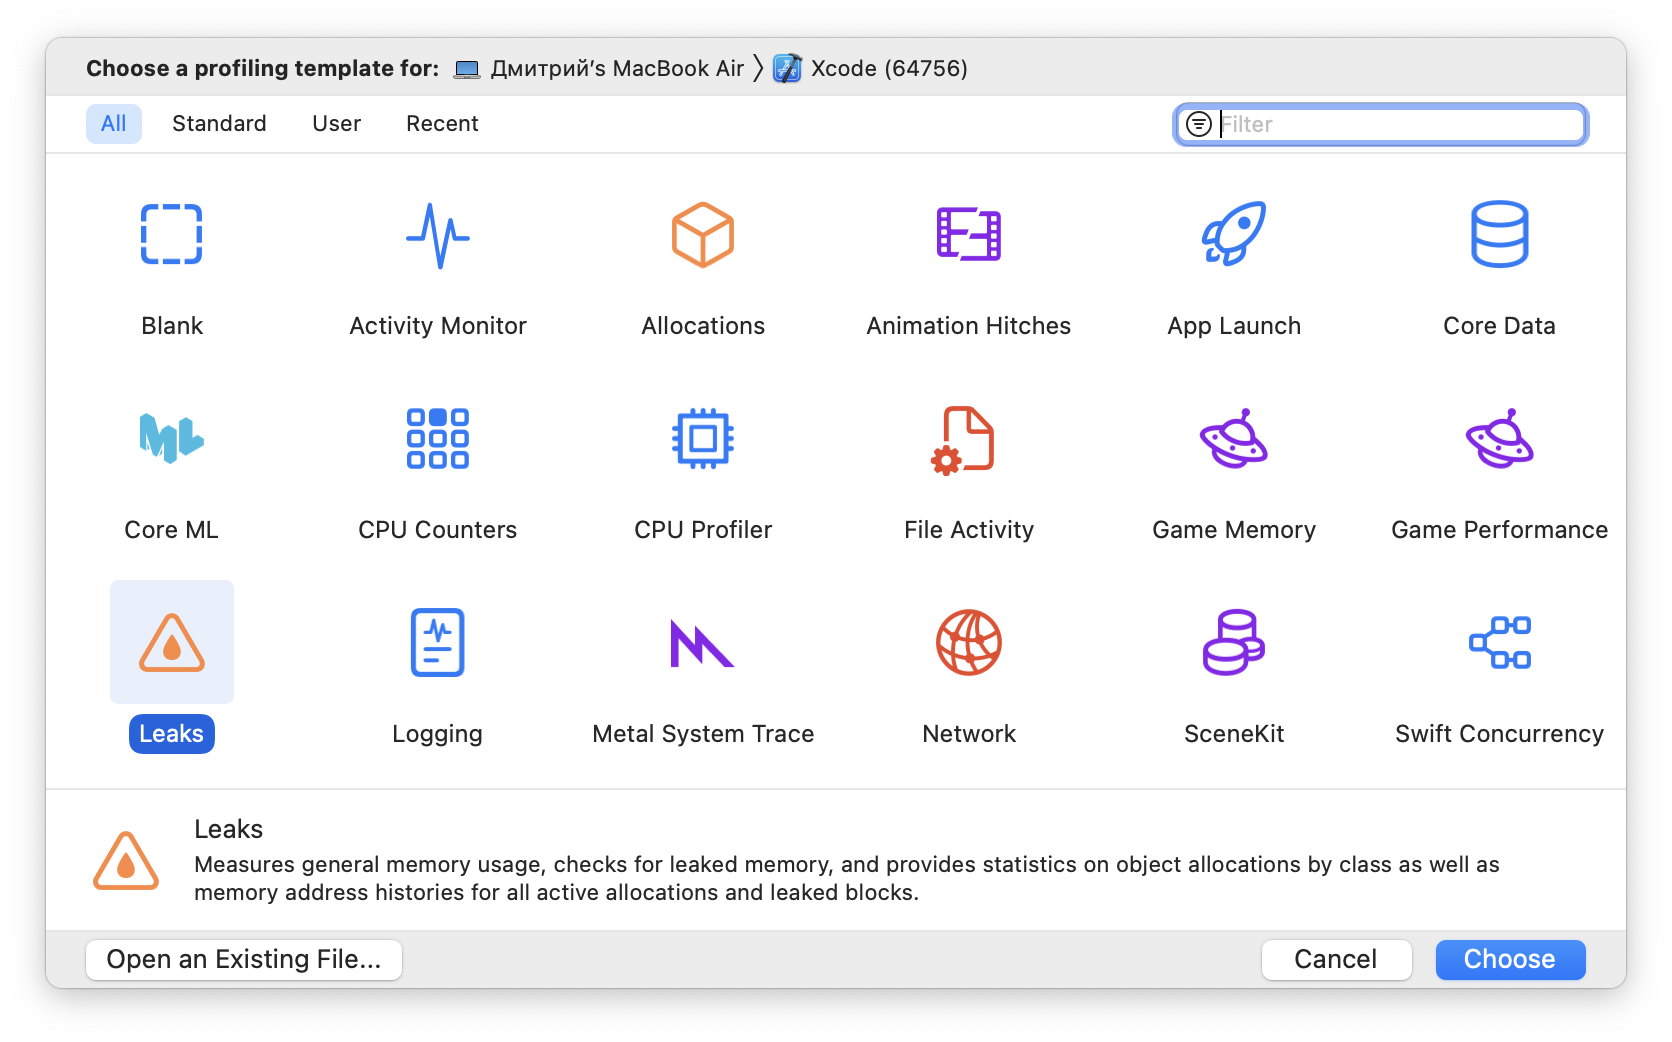 Choose a profiling template for: Дмитрий’s MacBook Air 〉 Xcode (64756)
All Standard User Recent Filter
Blank Activity Monitor Allocations Animation Hitches App Launch Core Data
ML
Core ML CPU Counters CPU Profiler File Activity Game Memory Game Performance
Leaks Logging Metal System Trace Network SceneKit Swift Concurrency
Leaks
Measures general memory usage, checks for leaked memory, and provides statistics on object allocations by class as well as
memory address histories for all active allocations and leaked blocks.
Open an Existing File... Cancel Choose